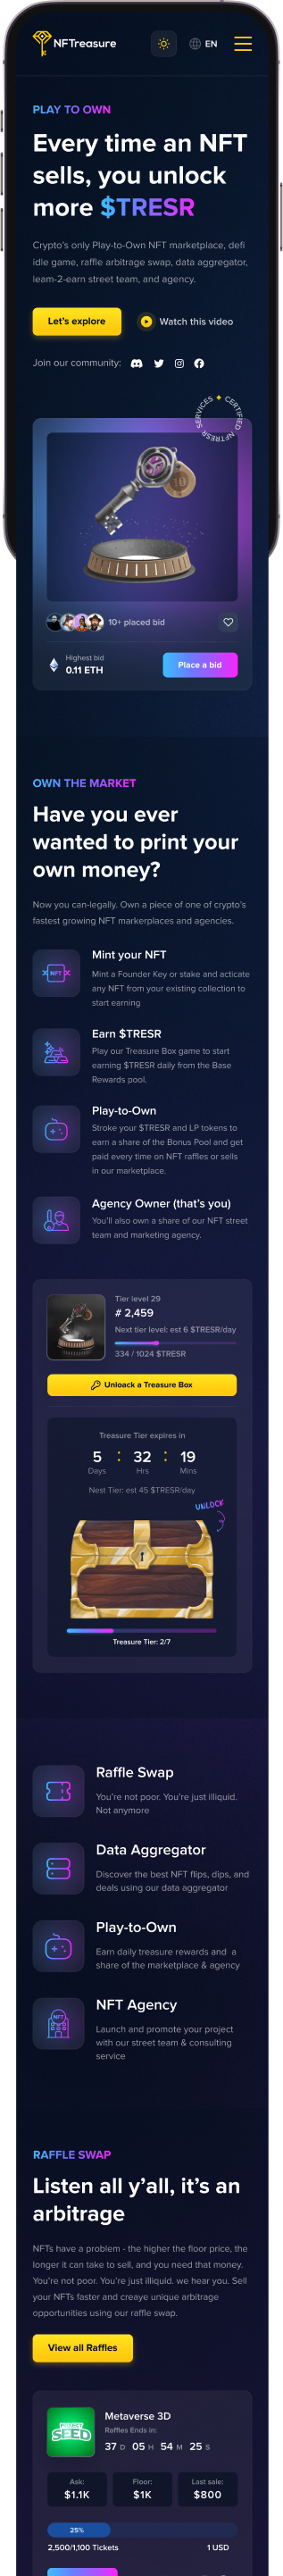 NFTreasure
EN
PLAY TO OWN
Every time an NFT
sells, you unlock
more $TRESR
Crypto's only Play-to-Own NFT marketplace, defi
idle game, raffle arbitrage swap, data aggregator,
learn-2-earn street team, and agency.
Let's explore
Watch this video
Join our community:
CERTIFIED NFTRESR SERVICES
10+ placed bid
Highest bid
0.11 ETH
Place a bid
OWN THE MARKET
Have you ever
wanted to print your
own money?
Now you can-legally. Own a piece of one of crypto's
fastest growing NFT markerplaces and agencies.
NFT
Mint your NFT
Mint a Founder Key or stake and acticate
any NFT from your existing collection to
start earning
Earn $TRESR
Play our Treasure Box game to start
earning $TRESR daily from the Base
Rewards pool.
Play-to-Own
Stroke your $TRESR and LP tokens to
earn a share of the Bonus Pool and get
paid every time on NFT raffles or sells
in our marketplace.
Agency Owner (that's you)
You'll also own a share of our NFT street
team and marketing agency.
Tier level 29
# 2,459
Next tier level: est 6 $TRESR/day
334 / 1024 $TRESR
Unloack a Treasure Box
Treasure Tier expires in
5 : 32 : 19
Days Hrs Mins
Nest Tier: est 45 $TRESR/day
UNLOCK
Treasure Tier: 2/7
Raffle Swap
You're not poor. You're just illiquid.
Not anymore
Data Aggregator
Discover the best NFT flips, dips, and
deals using our data aggregator
Play-to-Own
Earn daily treasure rewards and a
share of the marketplace & agency
NFT
NFT Agency
Launch and promote your project
with our street team & consulting
service
RAFFLE SWAP
Listen all y'all, it's an
arbitrage
NFTs have a problem - the higher the floor price, the
longer it can take to sell, and you need that money.
You're not poor. You're just illiquid. we hear you. Sell
your NFTs faster and creaye unique arbitrage
opportunities using our raffle swap.
View all Raffles
SEED
Metaverse 3D
Raffles Ends in:
37 D 05 H 54 M 25 S
Ask: Floor: Last sale:
$1.1K $1K $800
25%
2,500/1,100 Tickets 1 USD